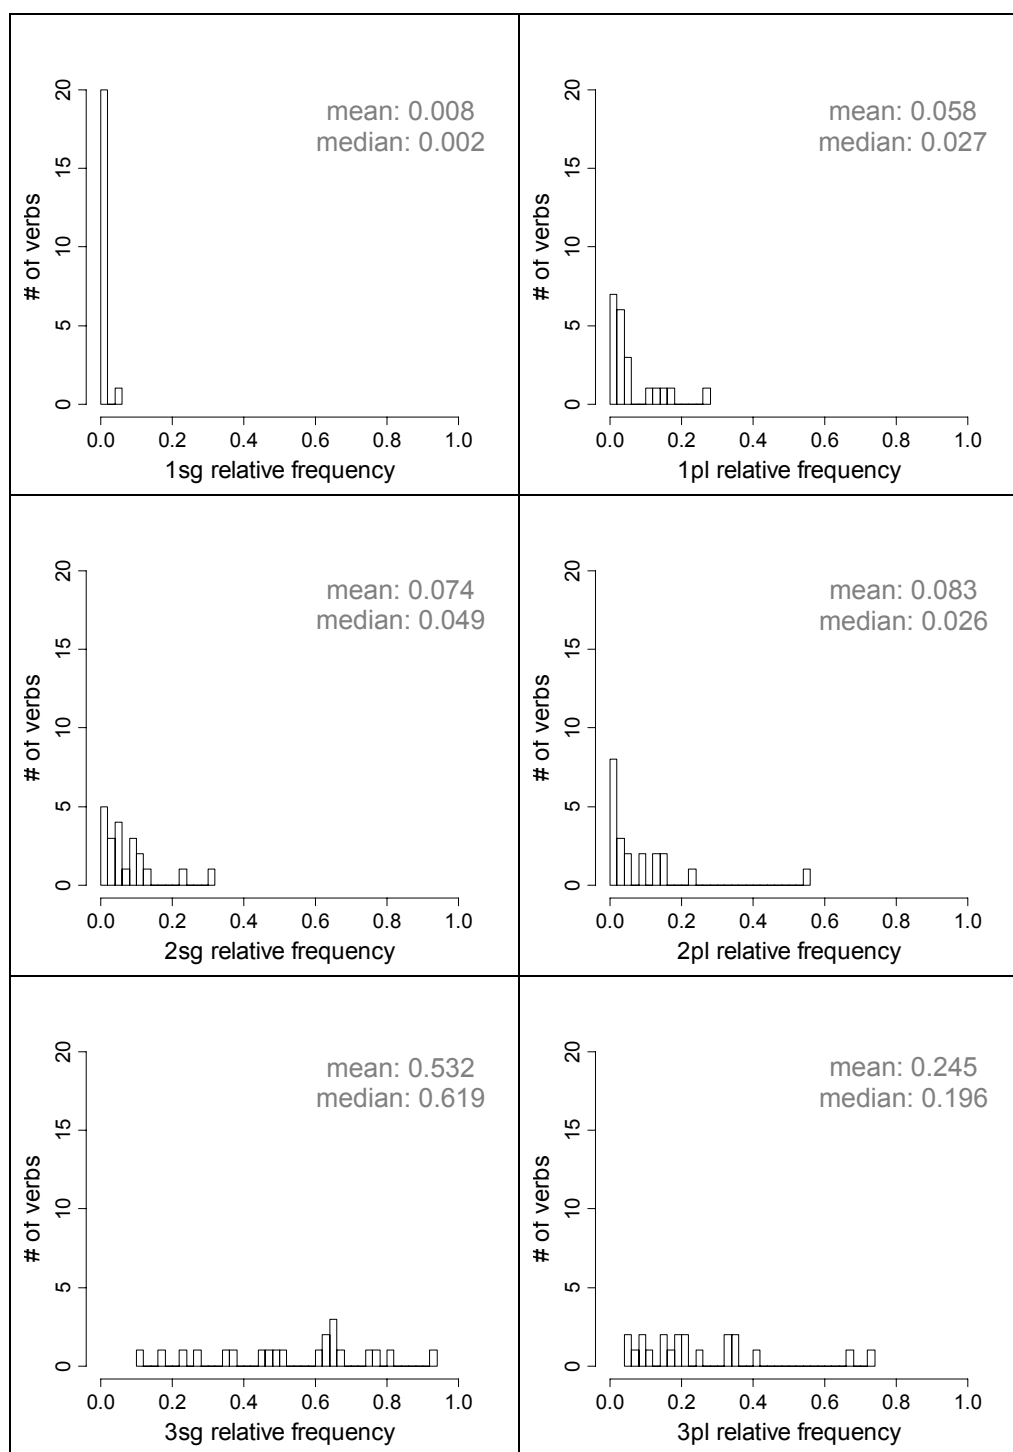 mean: 0.008
median: 0.002
# of verbs
20
15
10
5
0
0.0 0.2 0.4 0.6 0.8 1.0
1sg relative frequency
mean: 0.058
median: 0.027
# of verbs
20
15
10
5
0
0.0 0.2 0.4 0.6 0.8 1.0
1pl relative frequency
mean: 0.074
median: 0.049
# of verbs
20
15
10
5
0
0.0 0.2 0.4 0.6 0.8 1.0
2sg relative frequency
mean: 0.083
median: 0.026
# of verbs
20
15
10
5
0
0.0 0.2 0.4 0.6 0.8 1.0
2pl relative frequency
mean: 0.532
median: 0.619
# of verbs
20
15
10
5
0
0.0 0.2 0.4 0.6 0.8 1.0
3sg relative frequency
mean: 0.245
median: 0.196
# of verbs
20
15
10
5
0
0.0 0.2 0.4 0.6 0.8 1.0
3pl relative frequency